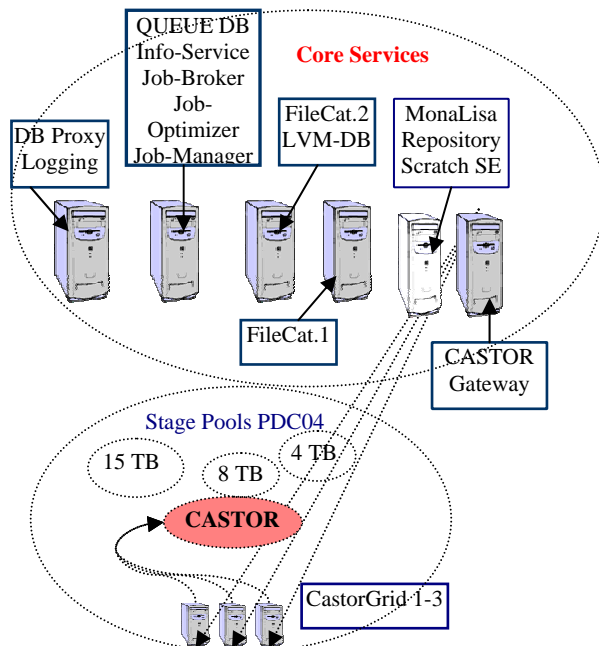 QUEUE DB
Info-Service
Job-Broker
Job-
Optimizer
Job-Manager
Core Services
DB Proxy
Logging
FileCat.2
LVM-DB
MonaLisa
Repository
Scratch SE
FileCat.1
CASTOR
Gateway
Stage Pools PDC04
15 TB
8 TB
4 TB
CASTOR
CastorGrid 1-3